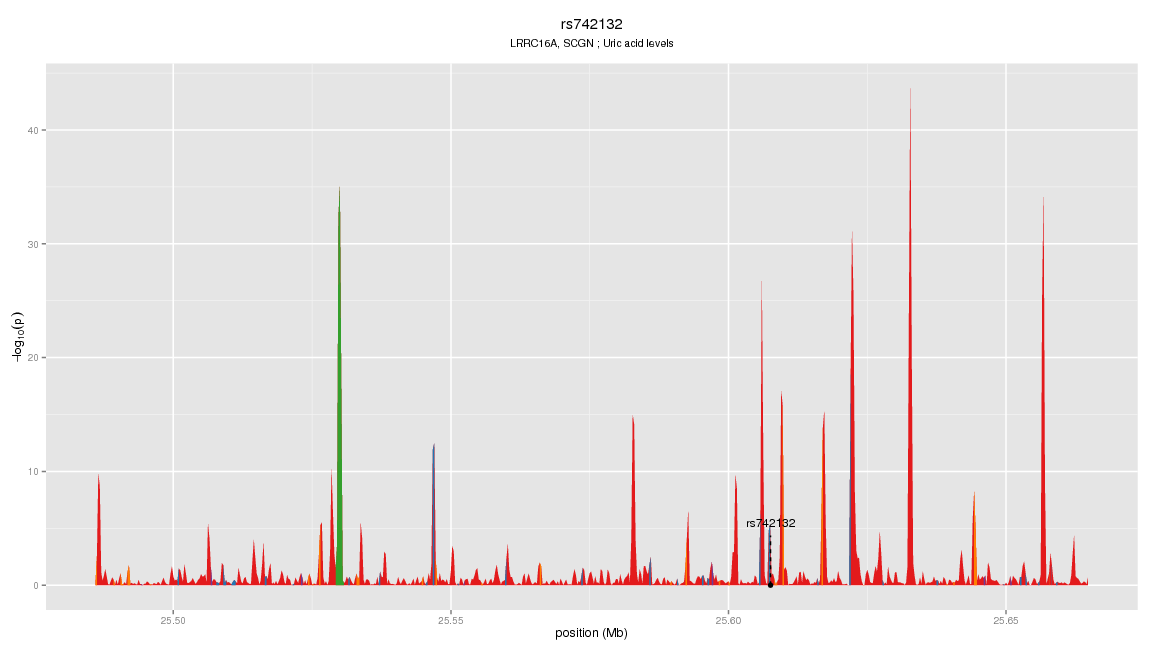 rs742132
LRRC16A, SCGN ; Uric acid levels
−log10(p)
40
30
20
10
0
rs742132
25.50
25.55
25.60
25.65
position (Mb)